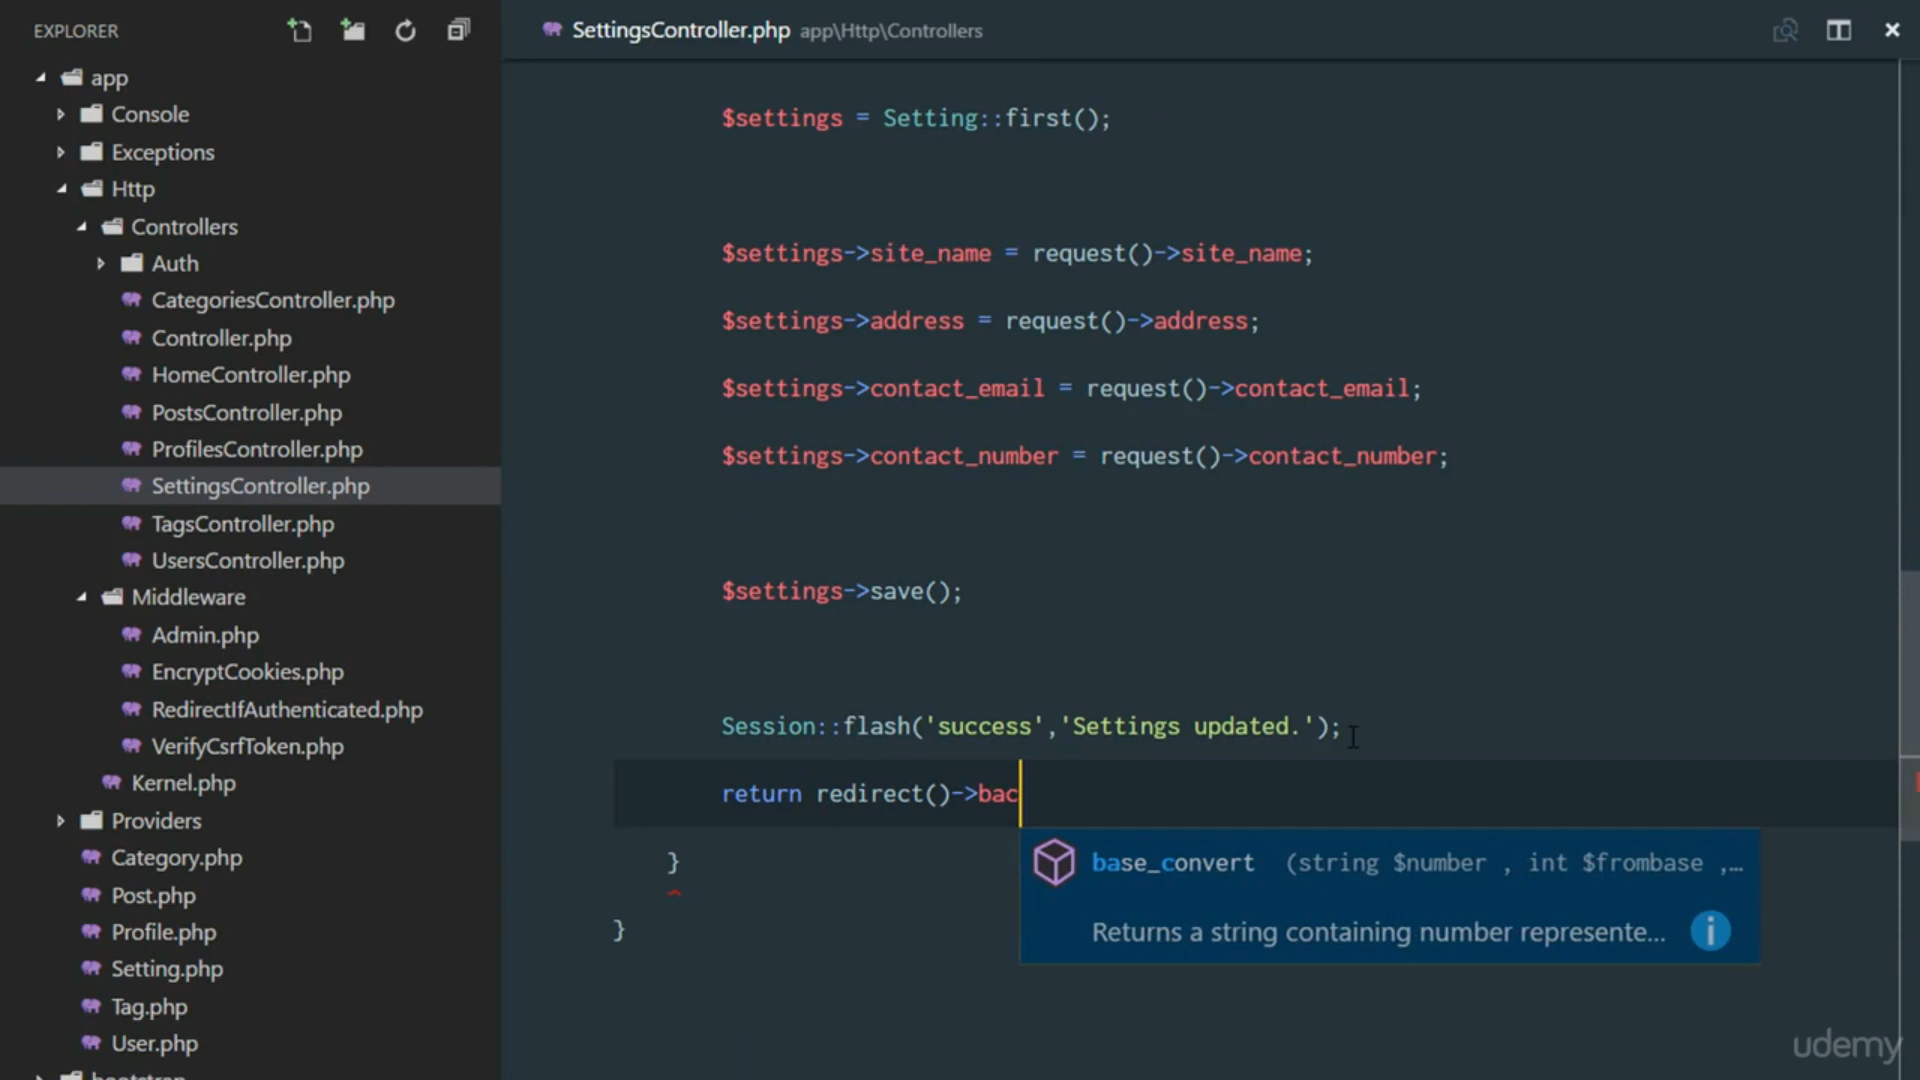 EXPLORER
app
Console
Exceptions
Http
Controllers
Auth
CategoriesController.php
Controller.php
HomeController.php
PostsController.php
ProfilesController.php
SettingsController.php
TagsController.php
UsersController.php
Middleware
Admin.php
EncryptCookies.php
RedirectIfAuthenticated.php
VerifyCsrfToken.php
Kernel.php
Providers
Category.php
Post.php
Profile.php
Setting.php
Tag.php
User.php
bootstrap
SettingsController.php app\Http\Controllers
$settings = Setting::first();
$settings->site_name = request()->site_name;
$settings->address = request()->address;
$settings->contact_email = request()->contact_email;
$settings->contact_number = request()->contact_number;
$settings->save();
Session::flash('success','Settings updated.');
return redirect()->bac
}
}
base_convert (string $number , int $frombase ,…
Returns a string containing number represente…
udemy